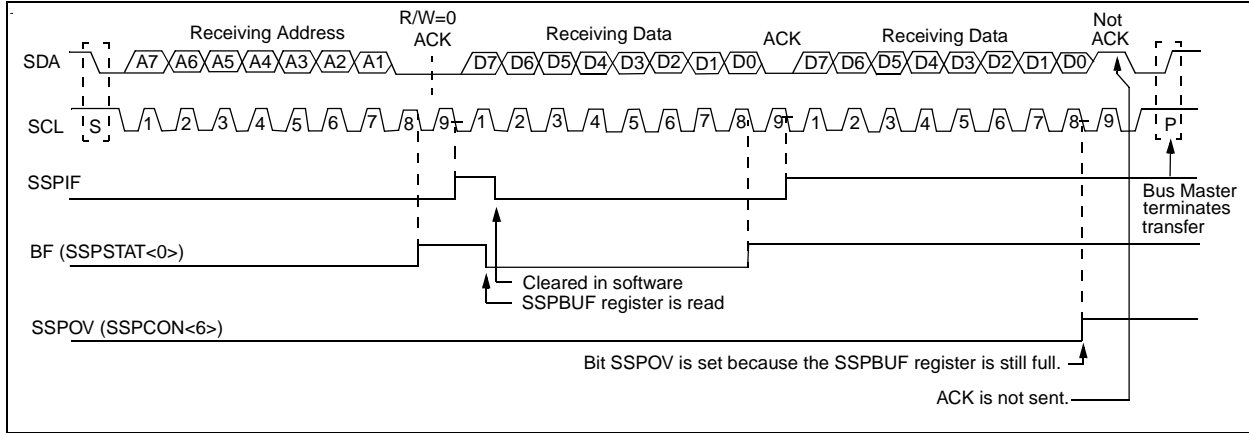 R/W=0
Receiving Address ACK Receiving Data ACK Receiving Data Not ACK
SDA A7 A6 A5 A4 A3 A2 A1 D7 D6 D5 D4 D3 D2 D1 D0 D7 D6 D5 D4 D3 D2 D1 D0
SCL S 1 2 3 4 5 6 7 8 9 1 2 3 4 5 6 7 8 9 1 2 3 4 5 6 7 8 9 P
SSPIF
Bus Master
terminates
transfer
BF (SSPSTAT<0>)
Cleared in software
SSPBUF register is read
SSPOV (SSPCON<6>)
Bit SSPOV is set because the SSPBUF register is still full.
ACK is not sent.